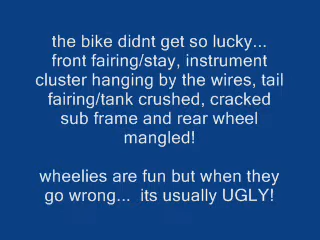 the bike didnt get so lucky...
front fairing/stay, instrument
cluster hanging by the wires, tail
fairing/tank crushed, cracked
sub frame and rear wheel
mangled!
wheelies are fun but when they
go wrong... its usually UGLY!